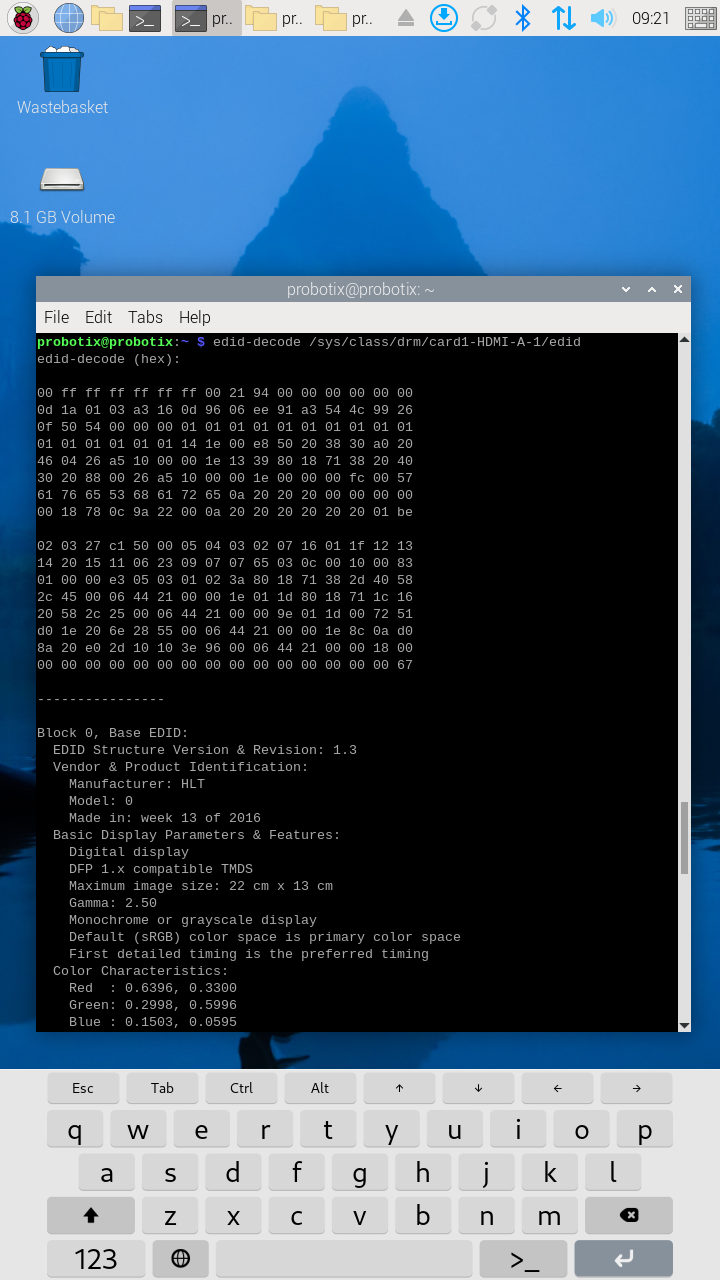 pr.. pr.. pr.. 09:21
Wastebasket
8.1 GB Volume
probotix@probotix: ~
File Edit Tabs Help
probotix@probotix:~ $ edid-decode /sys/class/drm/card1-HDMI-A-1/edid
edid-decode (hex):
00 ff ff ff ff ff ff 00 21 94 00 00 00 00 00 00
0d 1a 01 03 a3 16 0d 96 06 ee 91 a3 54 4c 99 26
0f 50 54 00 00 00 01 01 01 01 01 01 01 01 01 01
01 01 01 01 01 01 14 1e 00 e8 50 20 38 30 a0 20
46 04 26 a5 10 00 00 1e 13 39 80 18 71 38 20 40
30 20 88 00 26 a5 10 00 00 1e 00 00 00 fc 00 57
61 76 65 53 68 61 72 65 0a 20 20 20 00 00 00 00
00 18 78 0c 9a 22 00 0a 20 20 20 20 20 20 01 be
02 03 27 c1 50 00 05 04 03 02 07 16 01 1f 12 13
14 20 15 11 06 23 09 07 07 65 03 0c 00 10 00 83
01 00 00 e3 05 03 01 02 3a 80 18 71 38 2d 40 58
2c 45 00 06 44 21 00 00 1e 01 1d 80 18 71 1c 16
20 58 2c 25 00 06 44 21 00 00 9e 01 1d 00 72 51
d0 1e 20 6e 28 55 00 06 44 21 00 00 1e 8c 0a d0
8a 20 e0 2d 10 10 3e 96 00 06 44 21 00 00 18 00
00 00 00 00 00 00 00 00 00 00 00 00 00 00 00 67
----------------
Block 0, Base EDID:
EDID Structure Version & Revision: 1.3
Vendor & Product Identification:
Manufacturer: HLT
Model: 0
Made in: week 13 of 2016
Basic Display Parameters & Features:
Digital display
DFP 1.x compatible TMDS
Maximum image size: 22 cm x 13 cm
Gamma: 2.50
Monochrome or grayscale display
Default (sRGB) color space is primary color space
First detailed timing is the preferred timing
Color Characteristics:
Red  : 0.6396, 0.3300
Green: 0.2998, 0.5996
Blue : 0.1503, 0.0595
Esc Tab Ctrl Alt ↑ ↓ ← →
q w e r t y u i o p
a s d f g h j k l
z x c v b n m
123 >_